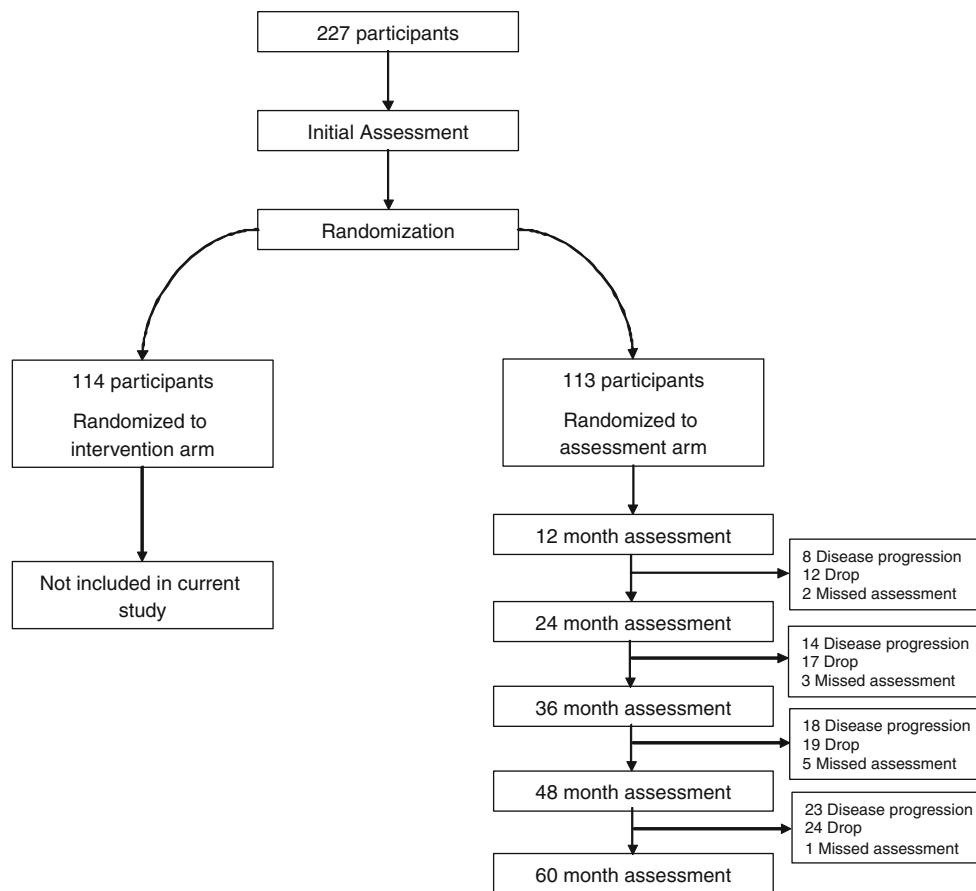 227 participants
Initial Assessment
Randomization
114 participants
Randomized to
intervention arm
Not included in current
study
113 participants
Randomized to
assessment arm
12 month assessment
8 Disease progression
12 Drop
2 Missed assessment
24 month assessment
14 Disease progression
17 Drop
3 Missed assessment
36 month assessment
18 Disease progression
19 Drop
5 Missed assessment
48 month assessment
23 Disease progression
24 Drop
1 Missed assessment
60 month assessment